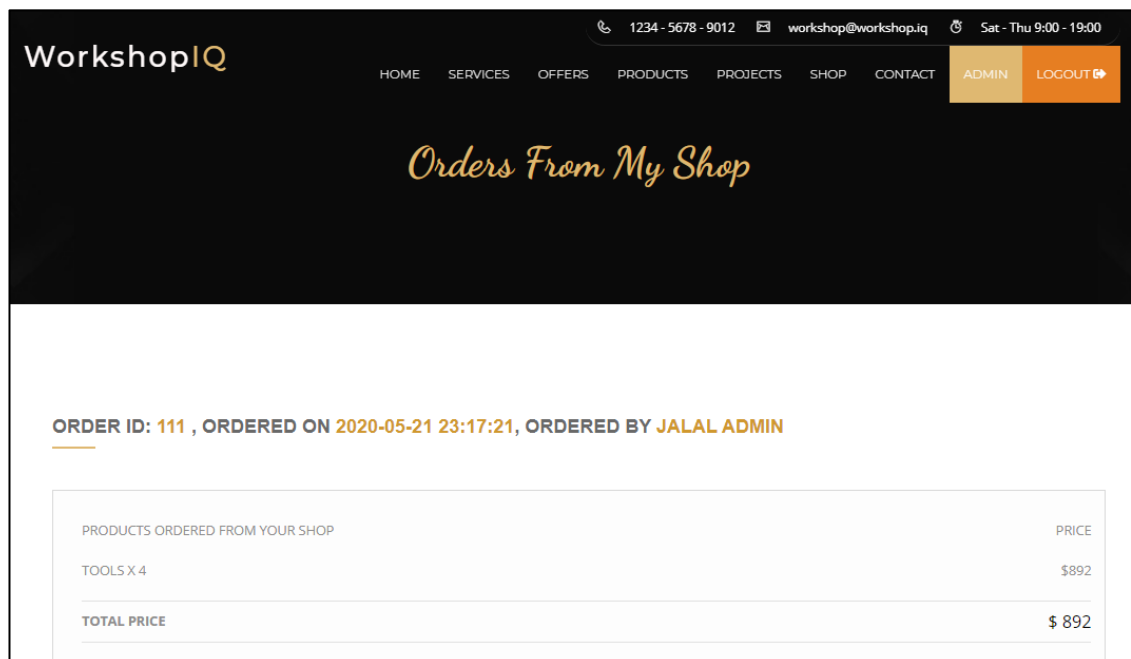 1234 - 5678 - 9012 workshop@workshop.iq Sat - Thu 9:00 - 19:00
WorkshopIQ
HOME SERVICES OFFERS PRODUCTS PROJECTS SHOP CONTACT ADMIN LOGOUT
Orders From My Shop
ORDER ID: 111 , ORDERED ON 2020-05-21 23:17:21, ORDERED BY JALAL ADMIN
PRODUCTS ORDERED FROM YOUR SHOP PRICE
TOOLS X 4 $892
TOTAL PRICE $ 892